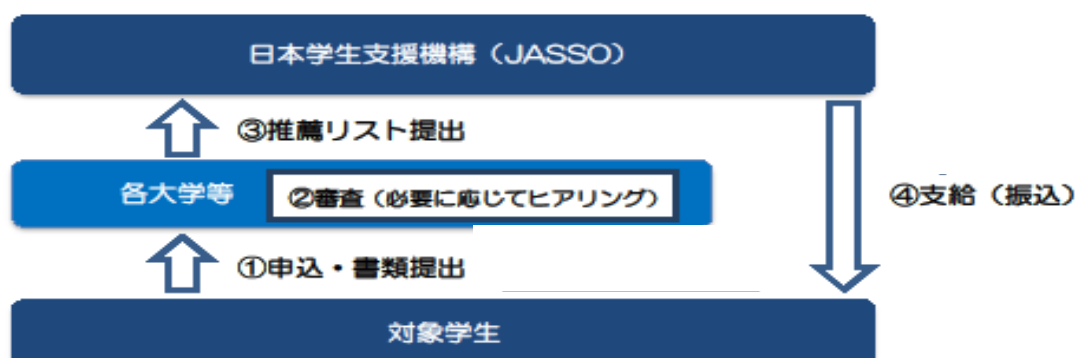 日本学生支援機構（JASSO）
③推薦リスト提出
各大学等
②審査（必要に応じてヒアリング）
④支給（振込）
①申込・書類提出
対象学生